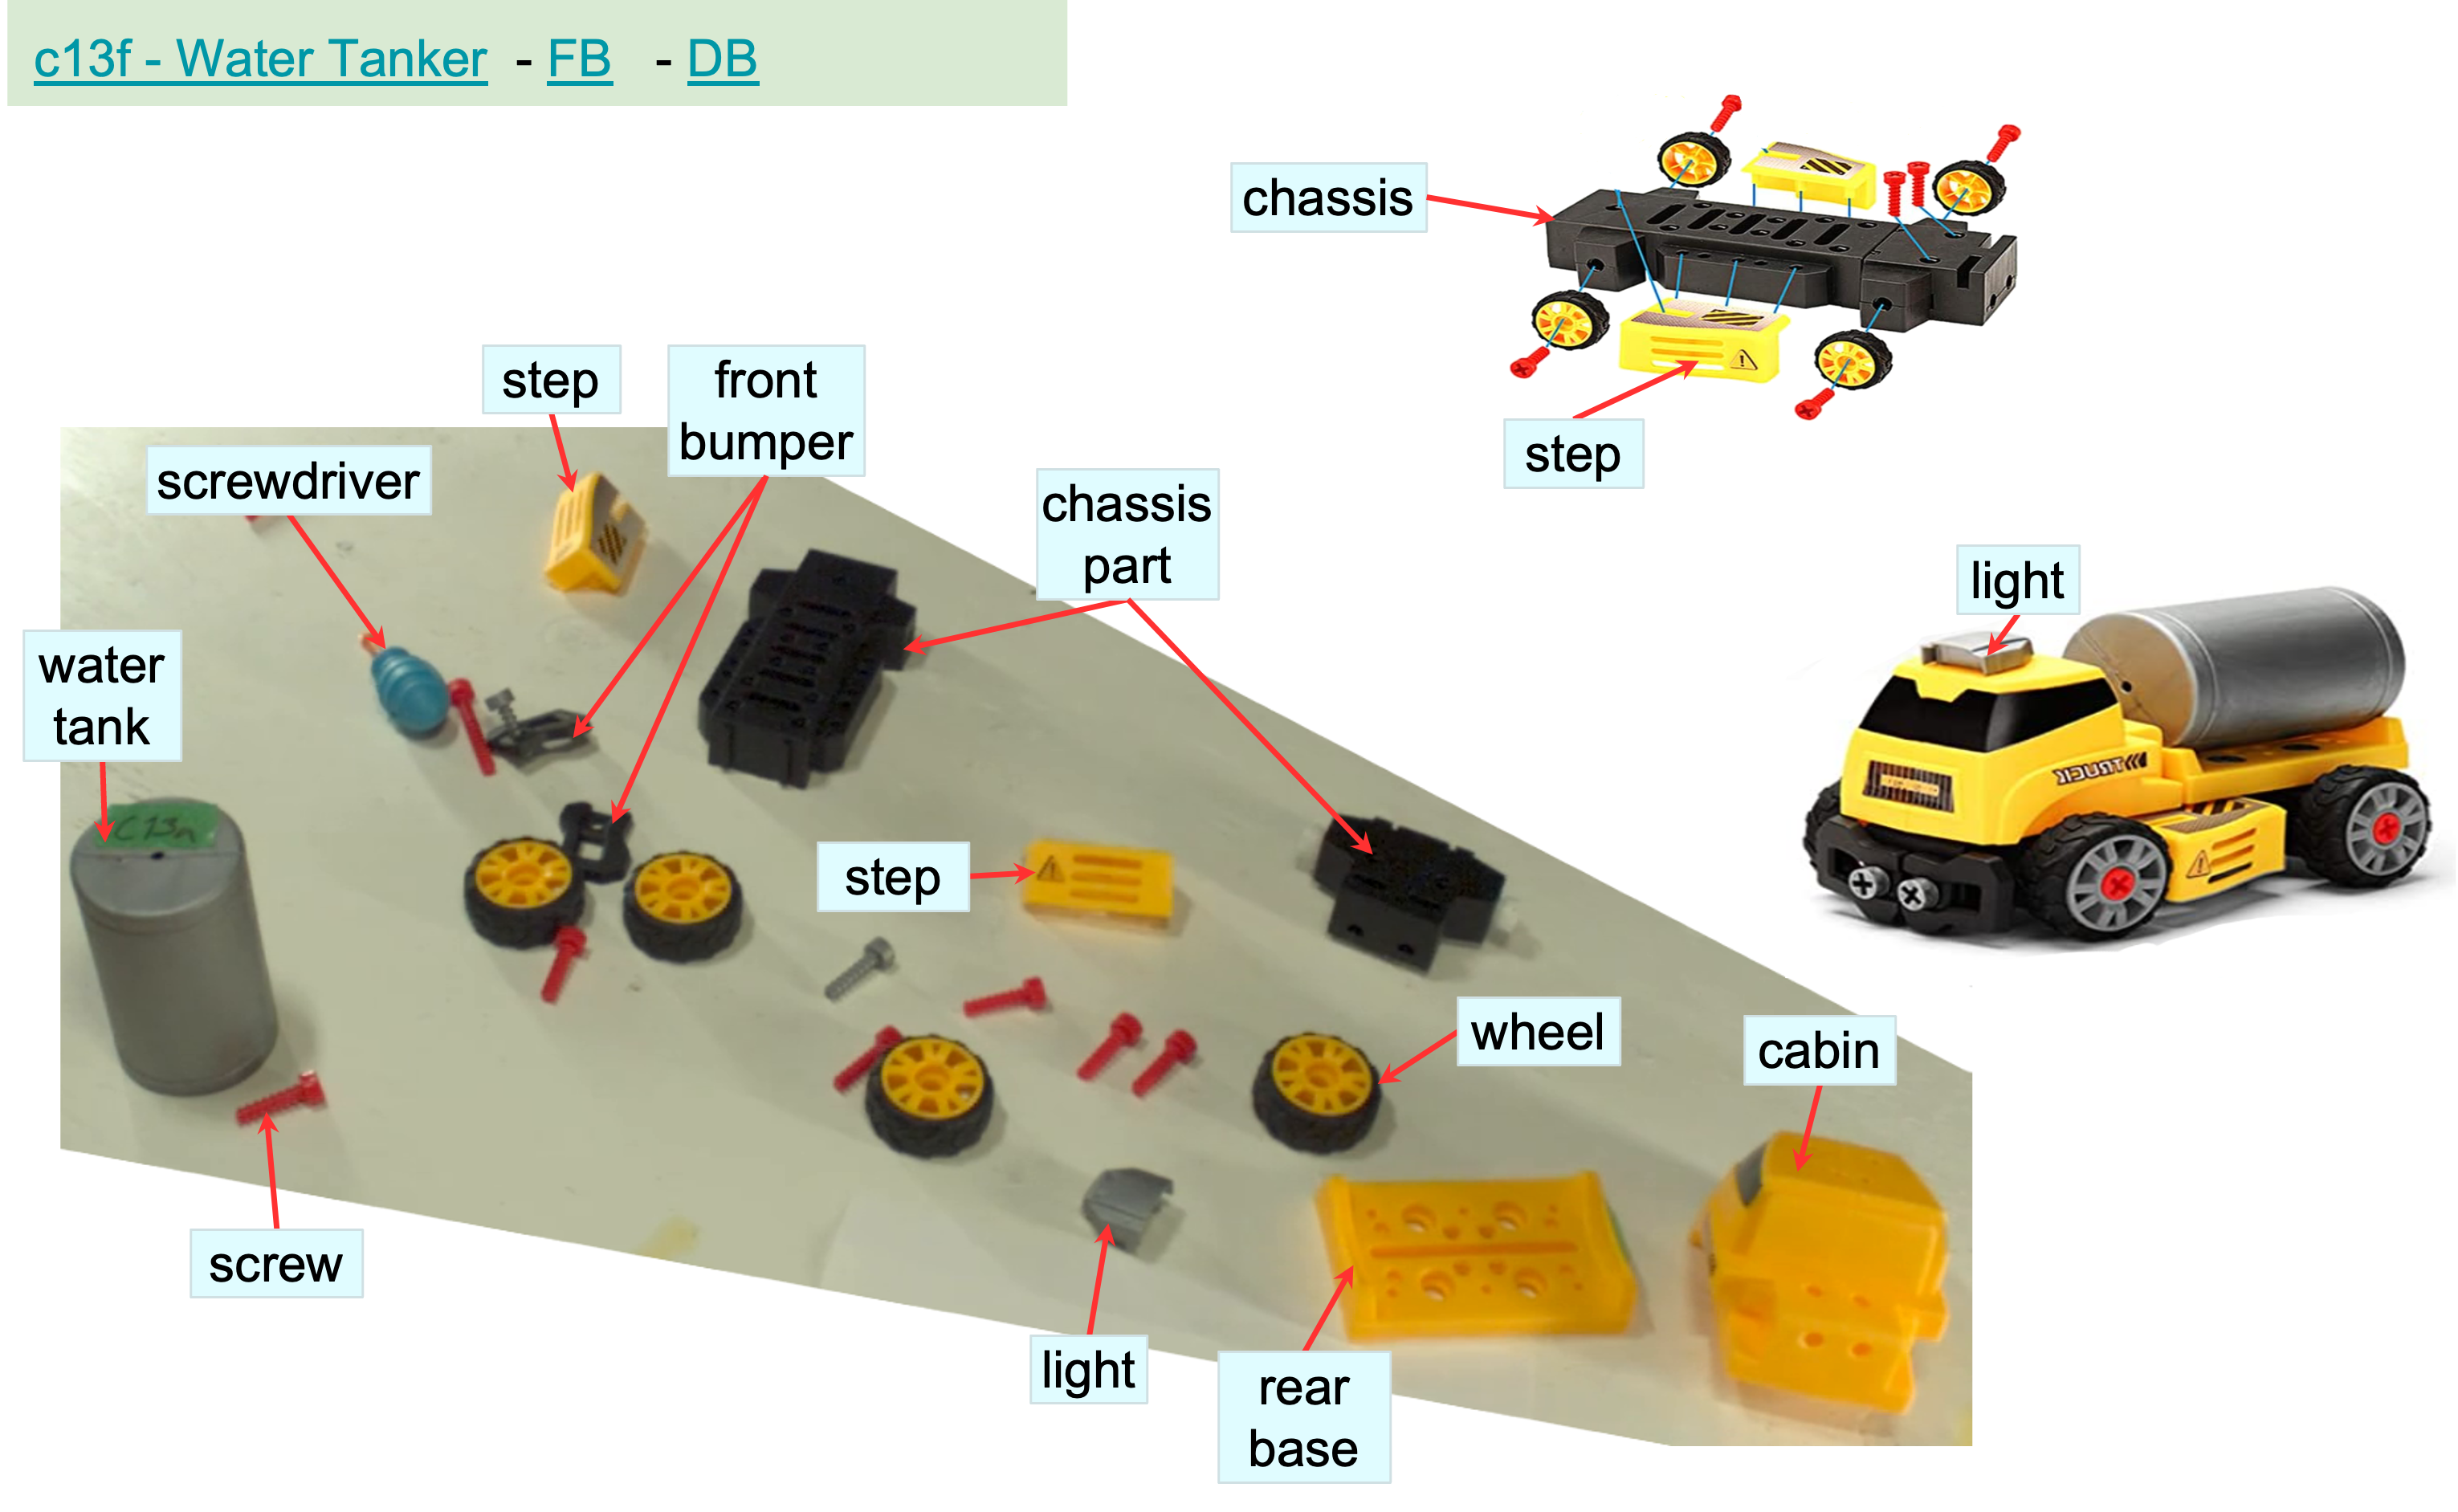 c13f - Water Tanker - FB - DB
chassis
step
step
front
bumper
screwdriver
chassis
part
light
water
tank
C13n
step
wheel
cabin
screw
light
rear
base